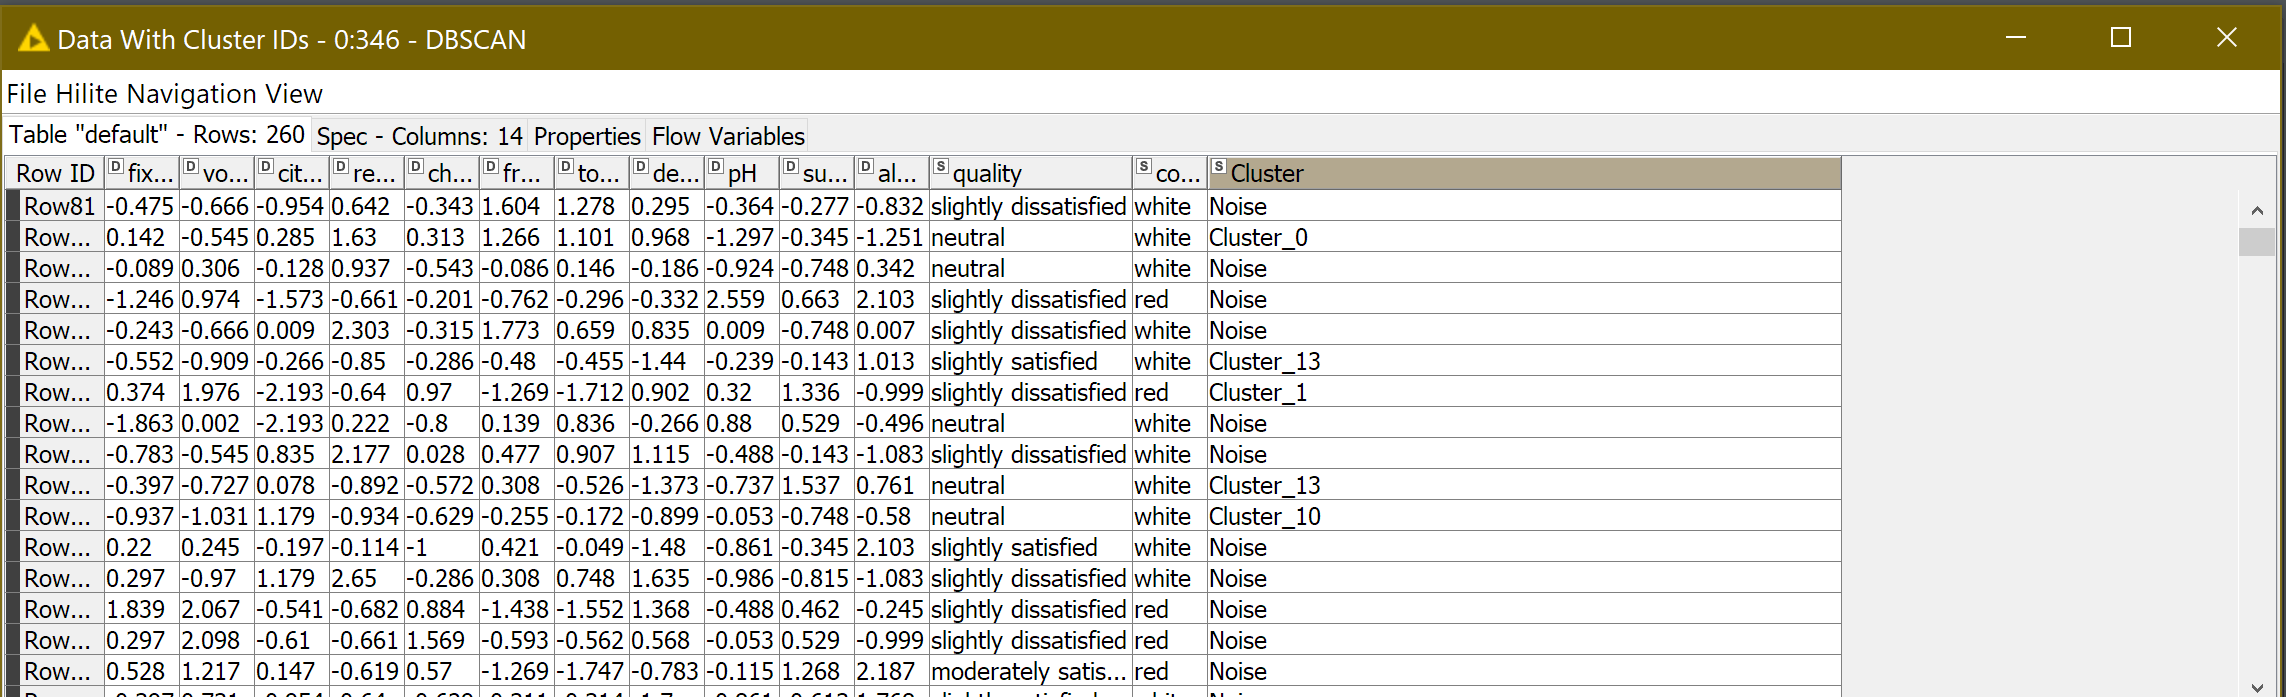 Data With Cluster IDs - 0:346 - DBSCAN
File Hilite Navigation View
Table "default" - Rows: 260 Spec - Columns: 14 Properties Flow Variables
Row ID D fix... D vo... D cit... D re... D ch... D fr... D to... D de... D pH D su... D al... S quality S co... S Cluster
Row81 -0.475 -0.666 -0.954 0.642 -0.343 1.604 1.278 0.295 -0.364 -0.277 -0.832 slightly dissatisfied white Noise
Row... 0.142 -0.545 0.285 1.63 0.313 1.266 1.101 0.968 -1.297 -0.345 -1.251 neutral white Cluster_0
Row... -0.089 0.306 -0.128 0.937 -0.543 -0.086 0.146 -0.186 -0.924 -0.748 0.342 neutral white Noise
Row... -1.246 0.974 -1.573 -0.661 -0.201 -0.762 -0.296 -0.332 2.559 0.663 2.103 slightly dissatisfied red Noise
Row... -0.243 -0.666 0.009 2.303 -0.315 1.773 0.659 0.835 0.009 -0.748 0.007 slightly dissatisfied white Noise
Row... -0.552 -0.909 -0.266 -0.85 -0.286 -0.48 -0.455 -1.44 -0.239 -0.143 1.013 slightly satisfied white Cluster_13
Row... 0.374 1.976 -2.193 -0.64 0.97 -1.269 -1.712 0.902 0.32 1.336 -0.999 slightly dissatisfied red Cluster_1
Row... -1.863 0.002 -2.193 0.222 -0.8 0.139 0.836 -0.266 0.88 0.529 -0.496 neutral white Noise
Row... -0.783 -0.545 0.835 2.177 0.028 0.477 0.907 1.115 -0.488 -0.143 -1.083 slightly dissatisfied white Noise
Row... -0.397 -0.727 0.078 -0.892 -0.572 0.308 -0.526 -1.373 -0.737 1.537 0.761 neutral white Cluster_13
Row... -0.937 -1.031 1.179 -0.934 -0.629 -0.255 -0.172 -0.899 -0.053 -0.748 -0.58 neutral white Cluster_10
Row... 0.22 0.245 -0.197 -0.114 -1 0.421 -0.049 -1.48 -0.861 -0.345 2.103 slightly satisfied white Noise
Row... 0.297 -0.97 1.179 2.65 -0.286 0.308 0.748 1.635 -0.986 -0.815 -1.083 slightly dissatisfied white Noise
Row... 1.839 2.067 -0.541 -0.682 0.884 -1.438 -1.552 1.368 -0.488 0.462 -0.245 slightly dissatisfied red Noise
Row... 0.297 2.098 -0.61 -0.661 1.569 -0.593 -0.562 0.568 -0.053 0.529 -0.999 slightly dissatisfied red Noise
Row... 0.528 1.217 0.147 -0.619 0.57 -1.269 -1.747 -0.783 -0.115 1.268 2.187 moderately satis... red Noise